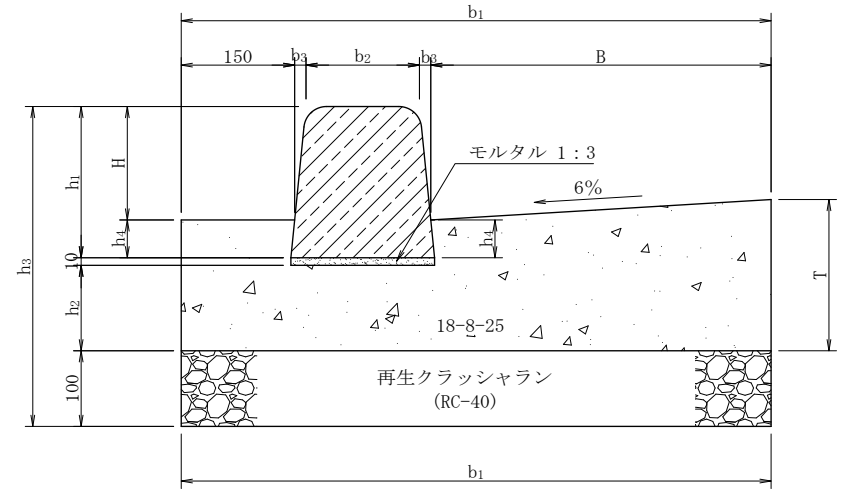 b1
150
b3
b2
b3
B
モルタル 1:3
6%
H
h1
h4
h4
h3
10
T
h2
18-8-25
100
再生クラッシャラン
(RC-40)
b1